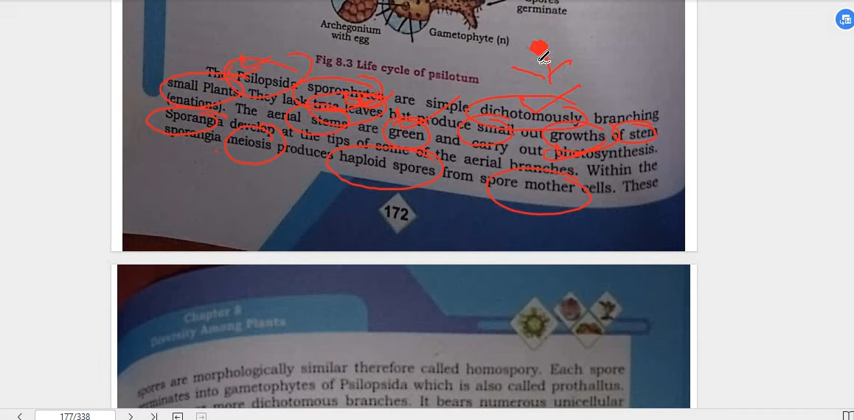 Spores
germinate
Archegonium
with egg
Gametophyte (n)
Fig 8.3 Life cycle of psilotum
The Psilopsida sporophytes are simple dichotomously branching
small Plants. They lack true leaves but produce small out growths of stem
(enations). The aerial stems are green and carry out photosynthesis.
Sporangia develop at the tips of some of the aerial branches. Within the
sporangia meiosis produces haploid spores from spore mother cells. These
172
Chapter 8
Diversity Among Plants
spores are morphologically similar therefore called homospory. Each spore
germinates into gametophytes of Psilopsida which is also called prothallus.
more dichotomous branches. It bears numerous unicellular
177/338